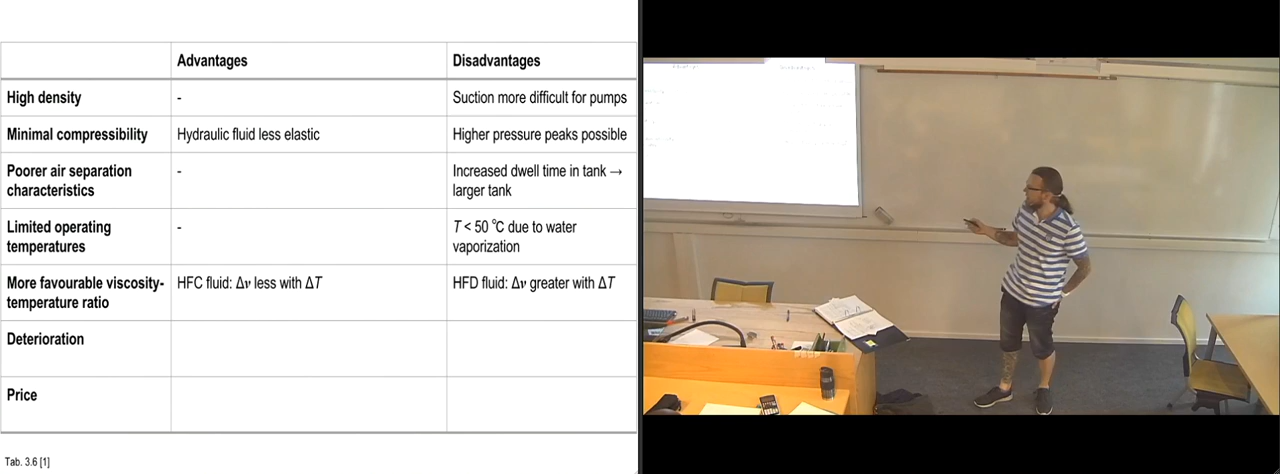 Advantages Disadvantages
High density - Suction more difficult for pumps
Minimal compressibility Hydraulic fluid less elastic Higher pressure peaks possible
Poorer air separation characteristics - Increased dwell time in tank → larger tank
Limited operating temperatures - T < 50 °C due to water vaporization
More favourable viscosity-temperature ratio HFC fluid: Δν less with ΔT HFD fluid: Δν greater with ΔT
Deterioration
Price
Tab. 3.6 [1]